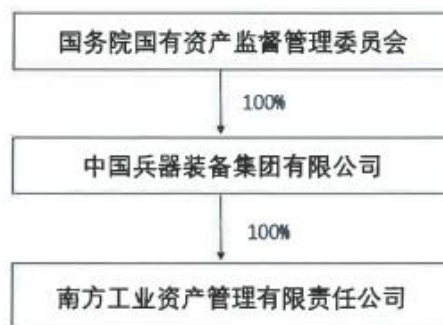 国务院国有资产监督管理委员会
100%
中国兵器装备集团有限公司
100%
南方工业资产管理有限责任公司